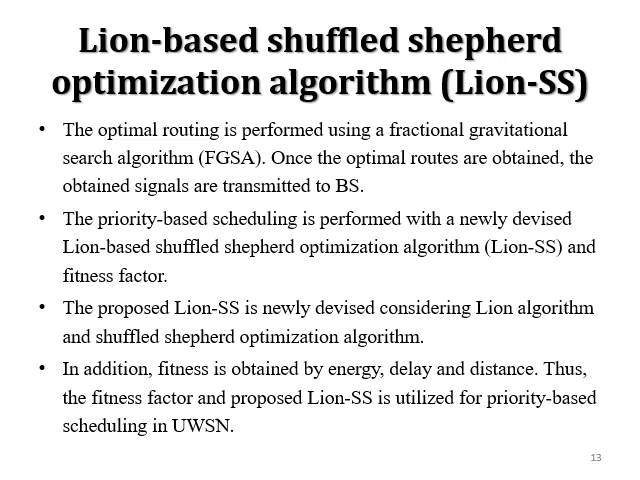 Lion-based shuffled shepherd
optimization algorithm (Lion-SS)
• The optimal routing is performed using a fractional gravitational
search algorithm (FGSA). Once the optimal routes are obtained, the
obtained signals are transmitted to BS.
• The priority-based scheduling is performed with a newly devised
Lion-based shuffled shepherd optimization algorithm (Lion-SS) and
fitness factor.
• The proposed Lion-SS is newly devised considering Lion algorithm
and shuffled shepherd optimization algorithm.
• In addition, fitness is obtained by energy, delay and distance. Thus,
the fitness factor and proposed Lion-SS is utilized for priority-based
scheduling in UWSN.
13